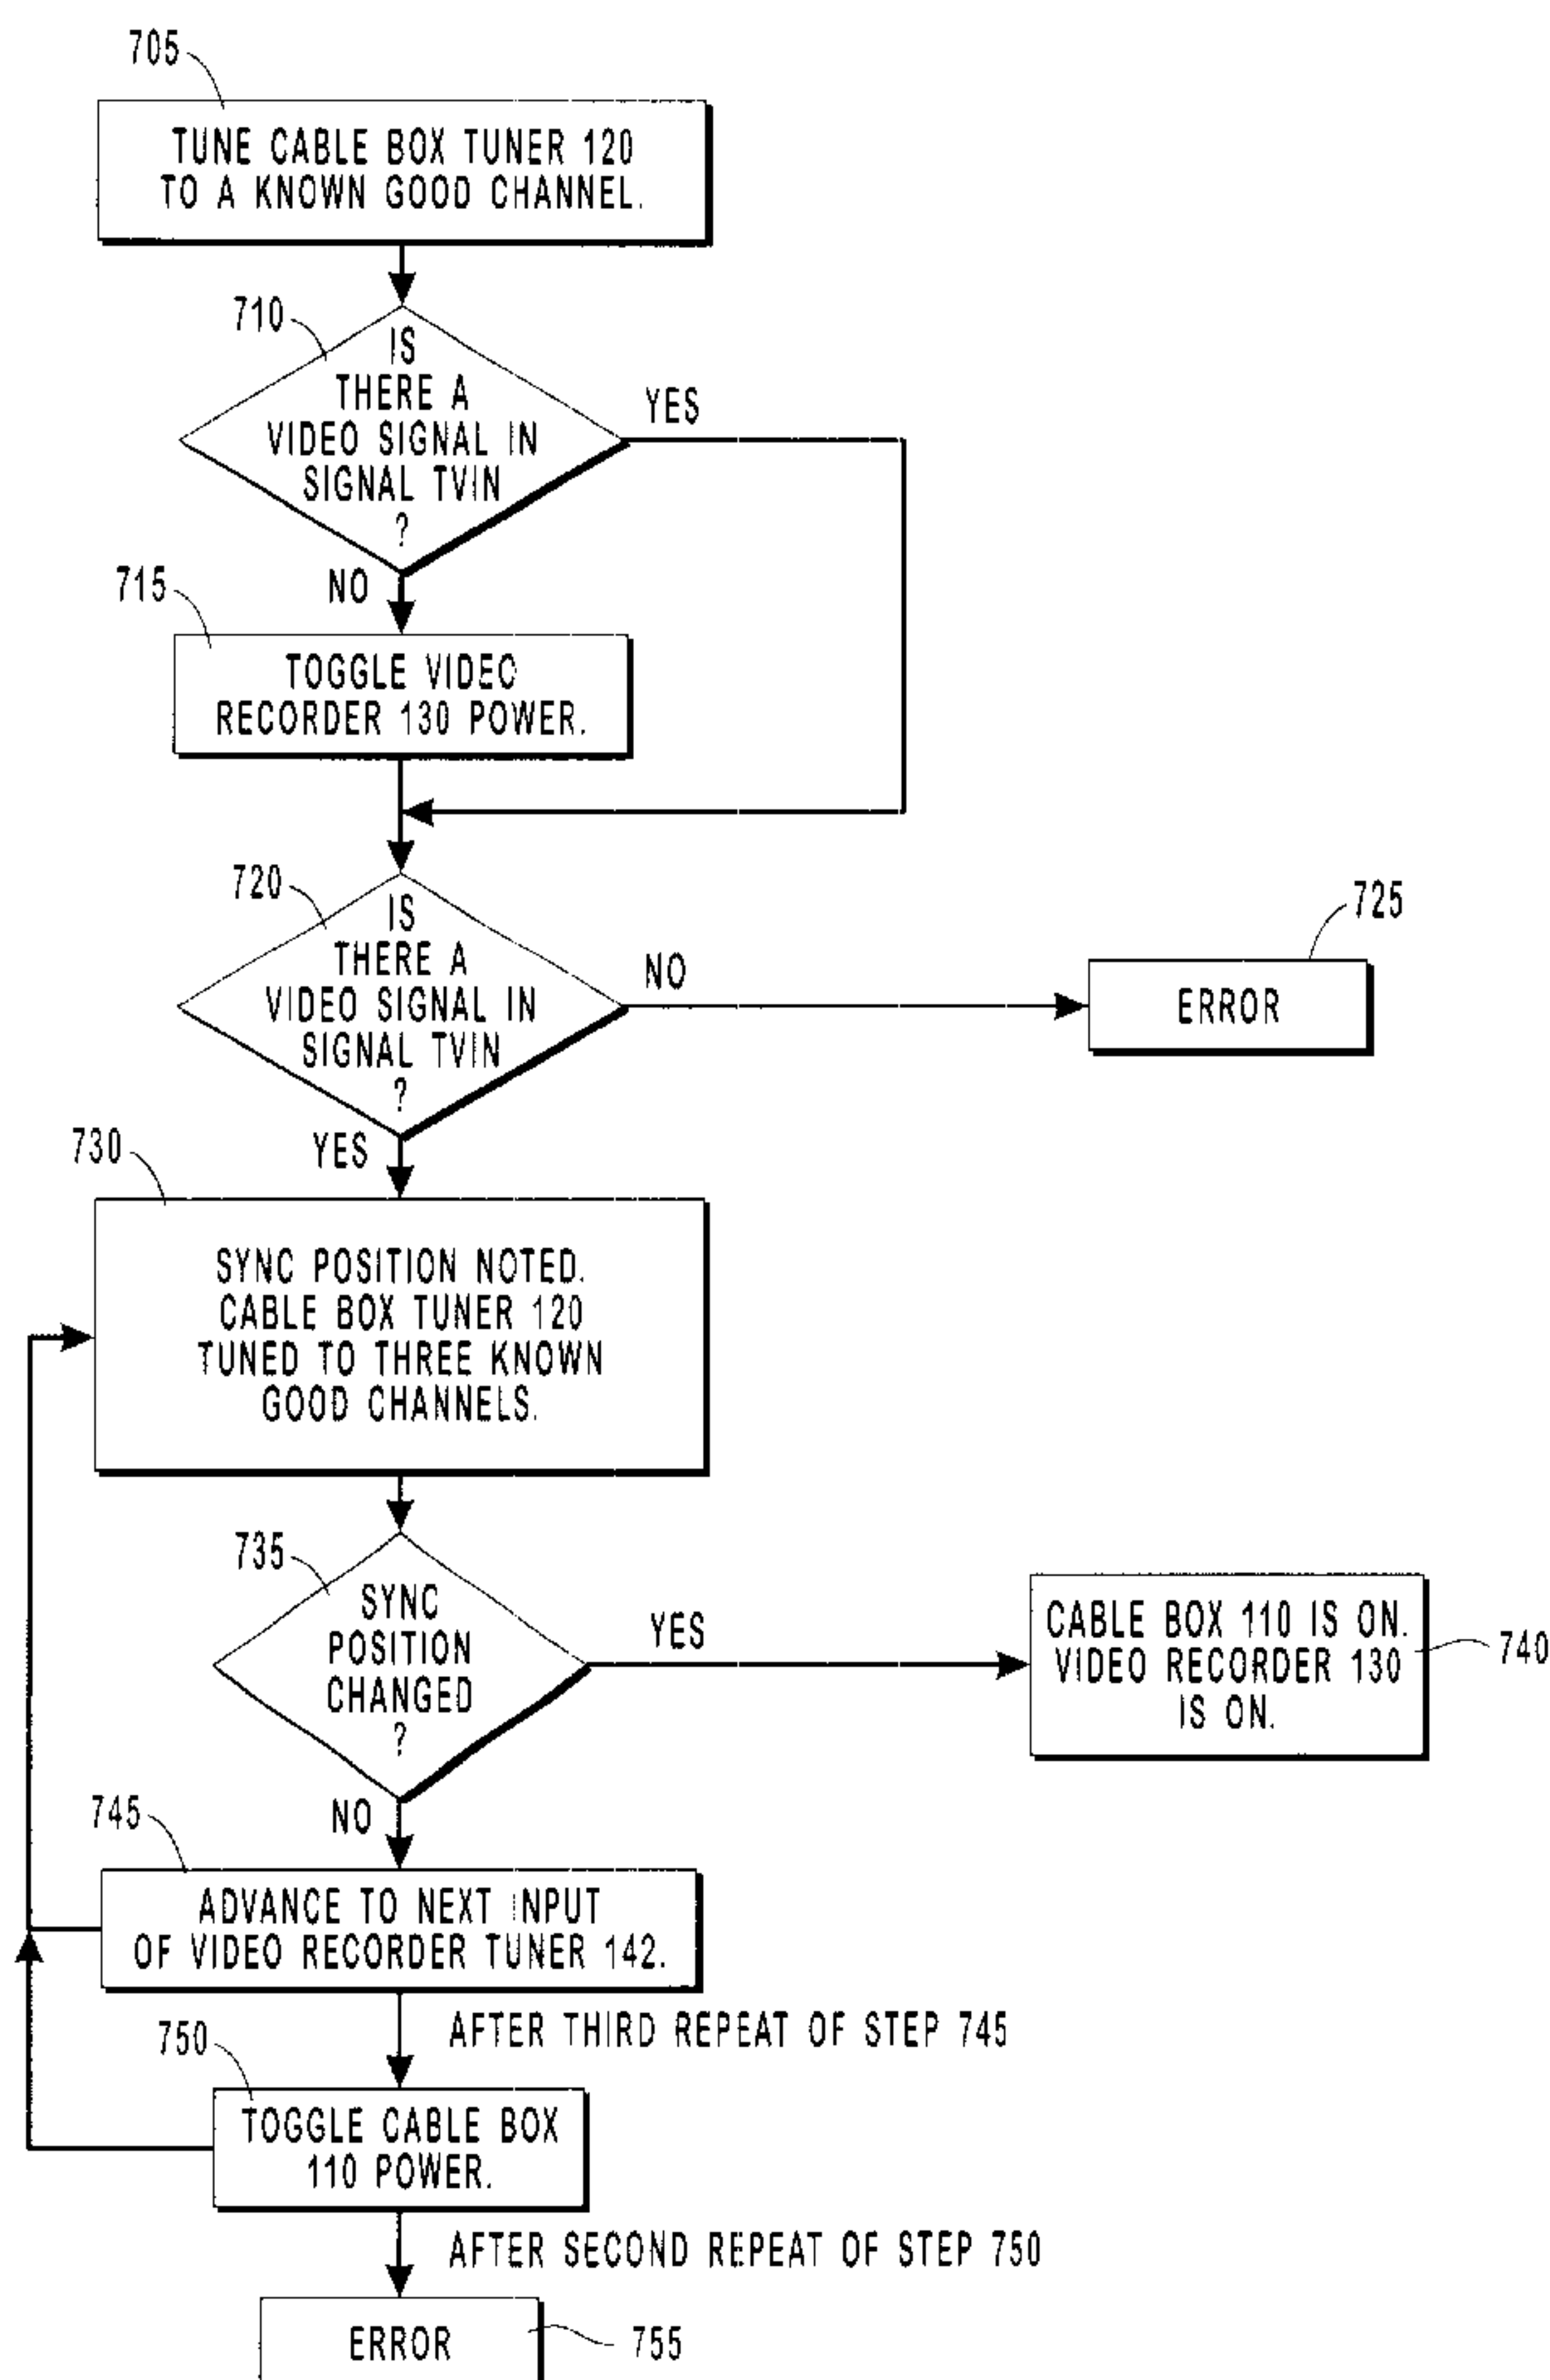 705
TUNE CABLE BOX TUNER 120
TO A KNOWN GOOD CHANNEL.
710
IS
THERE A
VIDEO SIGNAL IN
SIGNAL TVIN
?
YES
NO
715
TOGGLE VIDEO
RECORDER 130 POWER.
720
IS
THERE A
VIDEO SIGNAL IN
SIGNAL TVIN
?
NO
725
ERROR
YES
730
SYNC POSITION NOTED.
CABLE BOX TUNER 120
TUNED TO THREE KNOWN
GOOD CHANNELS.
735
SYNC
POSITION
CHANGED
?
YES
CABLE BOX 110 IS ON.
VIDEO RECORDER 130
IS ON.
740
NO
745
ADVANCE TO NEXT INPUT
OF VIDEO RECORDER TUNER 142.
AFTER THIRD REPEAT OF STEP 745
750
TOGGLE CABLE BOX
110 POWER.
AFTER SECOND REPEAT OF STEP 750
ERROR
755